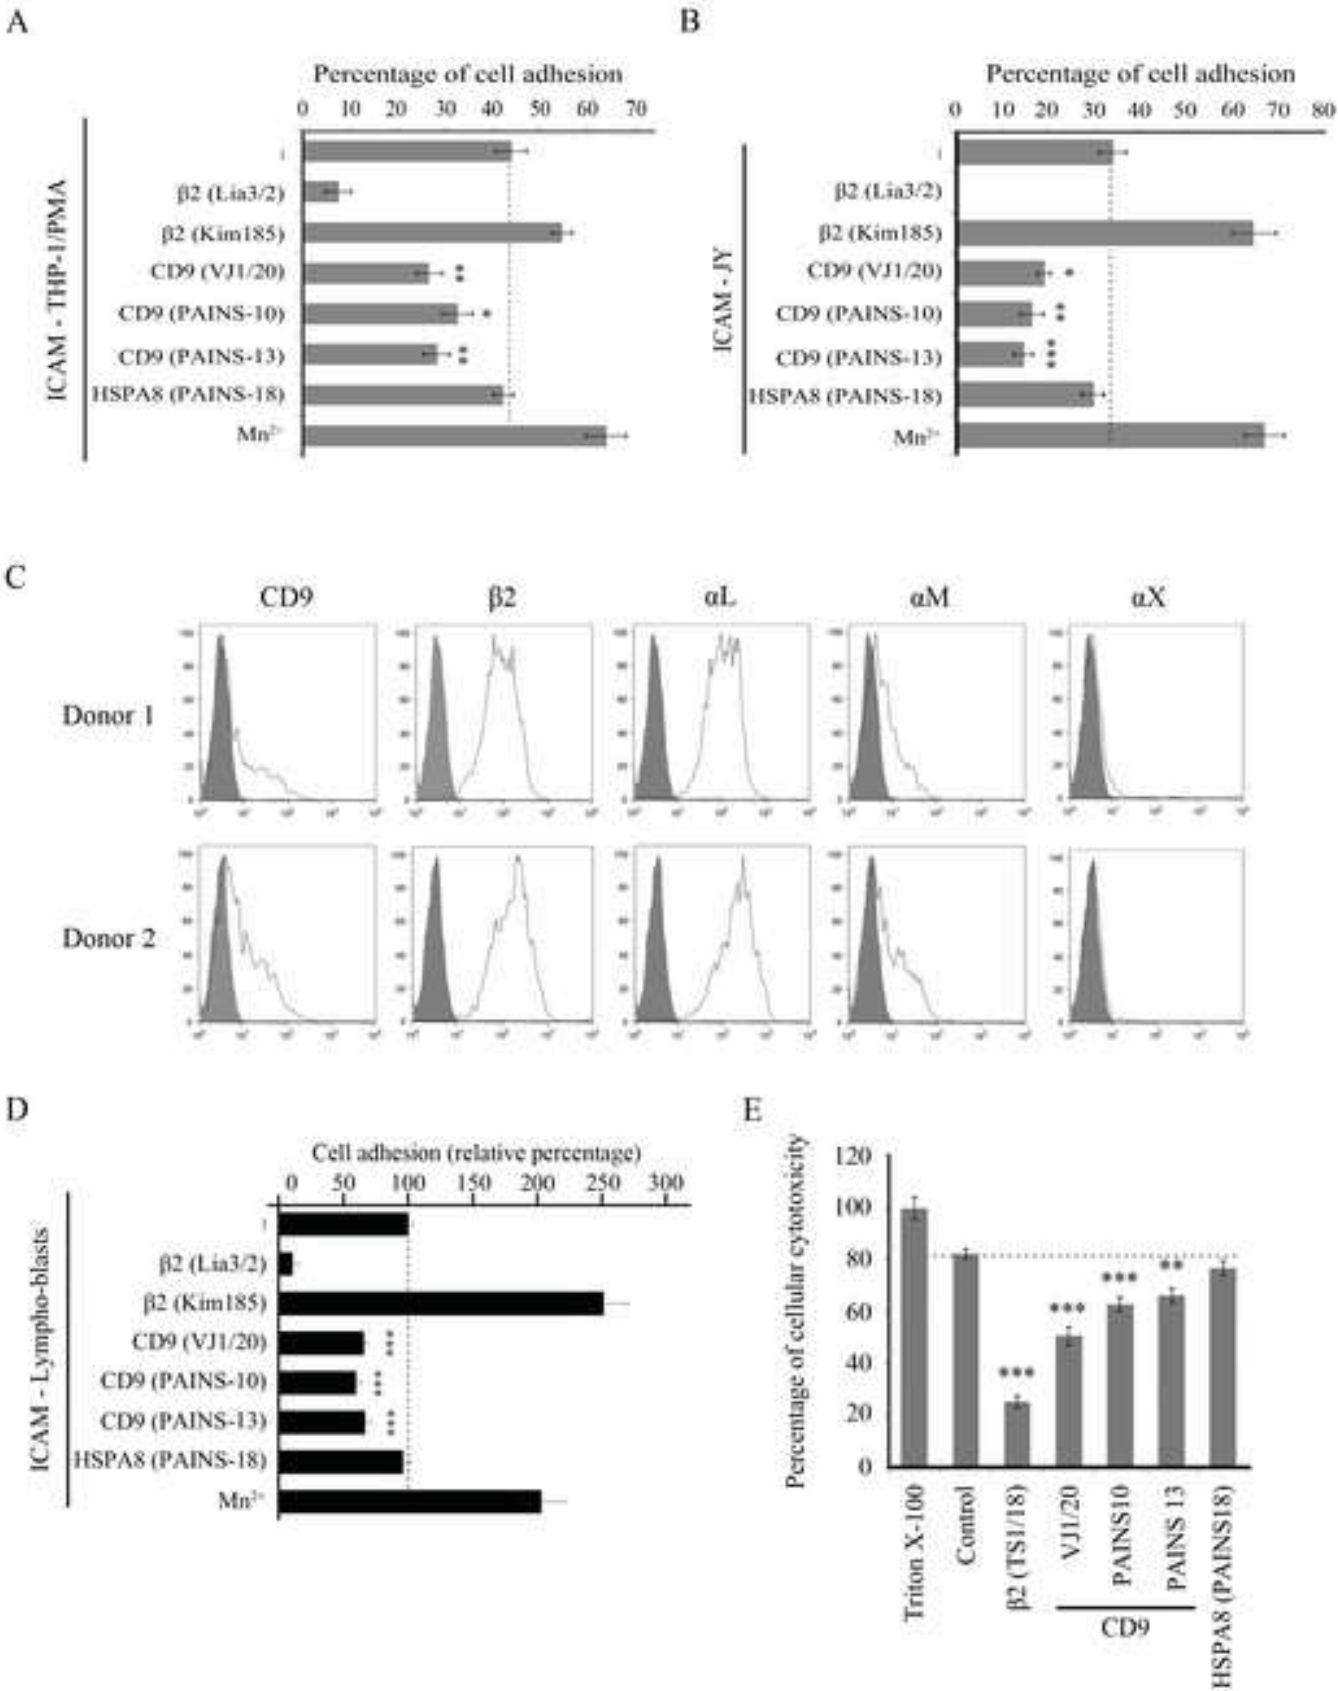 A
Percentage of cell adhesion
0 10 20 30 40 50 60 70
ICAM - THP-1/PMA
β2 (Lia3/2)
β2 (Kim185)
CD9 (VJ1/20)
**
CD9 (PAINS-10)
*
CD9 (PAINS-13)
**
HSPA8 (PAINS-18)
Mn²⁺
B
Percentage of cell adhesion
0 10 20 30 40 50 60 70 80
ICAM - JY
β2 (Lia3/2)
β2 (Kim185)
CD9 (VJ1/20)
*
CD9 (PAINS-10)
**
CD9 (PAINS-13)
***
HSPA8 (PAINS-18)
Mn²⁺
C
CD9 β2 αL αM αX
Donor 1
Donor 2
D
Cell adhesion (relative percentage)
0 50 100 150 200 250 300
ICAM - Lympho-blasts
β2 (Lia3/2)
β2 (Kim185)
CD9 (VJ1/20)
***
CD9 (PAINS-10)
***
CD9 (PAINS-13)
***
HSPA8 (PAINS-18)
Mn²⁺
E
Percentage of cellular cytotoxicity
120
100
80
60
40
20
0
*** *** *** **
Triton X-100
Control
β2 (TS1/18)
VJ1/20
PAINS10
PAINS 13
HSPA8 (PAINS18)
CD9